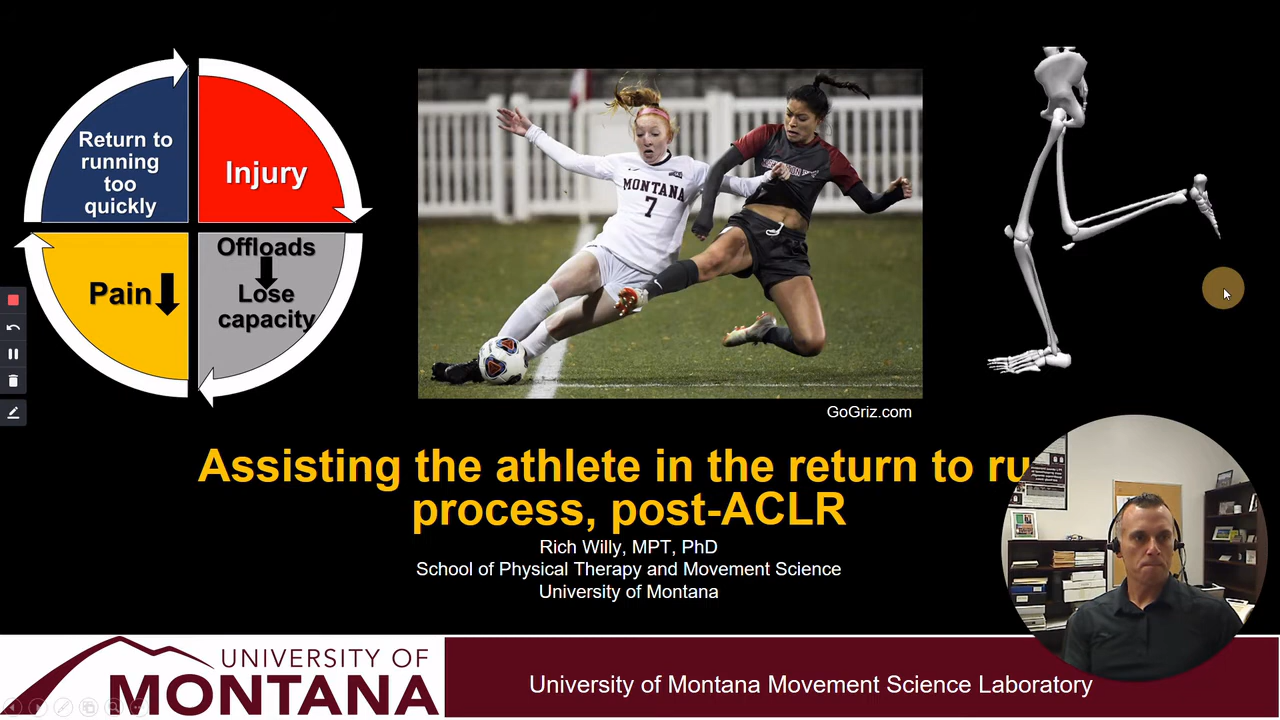 Return to
running
too
quickly
Injury
Offloads
Lose
capacity
Pain
MONTANA
7
GoGriz.com
Assisting the athlete in the return to ru
process, post-ACLR
Rich Willy, MPT, PhD
School of Physical Therapy and Movement Science
University of Montana
UNIVERSITY OF
MONTANA
University of Montana Movement Science Laboratory